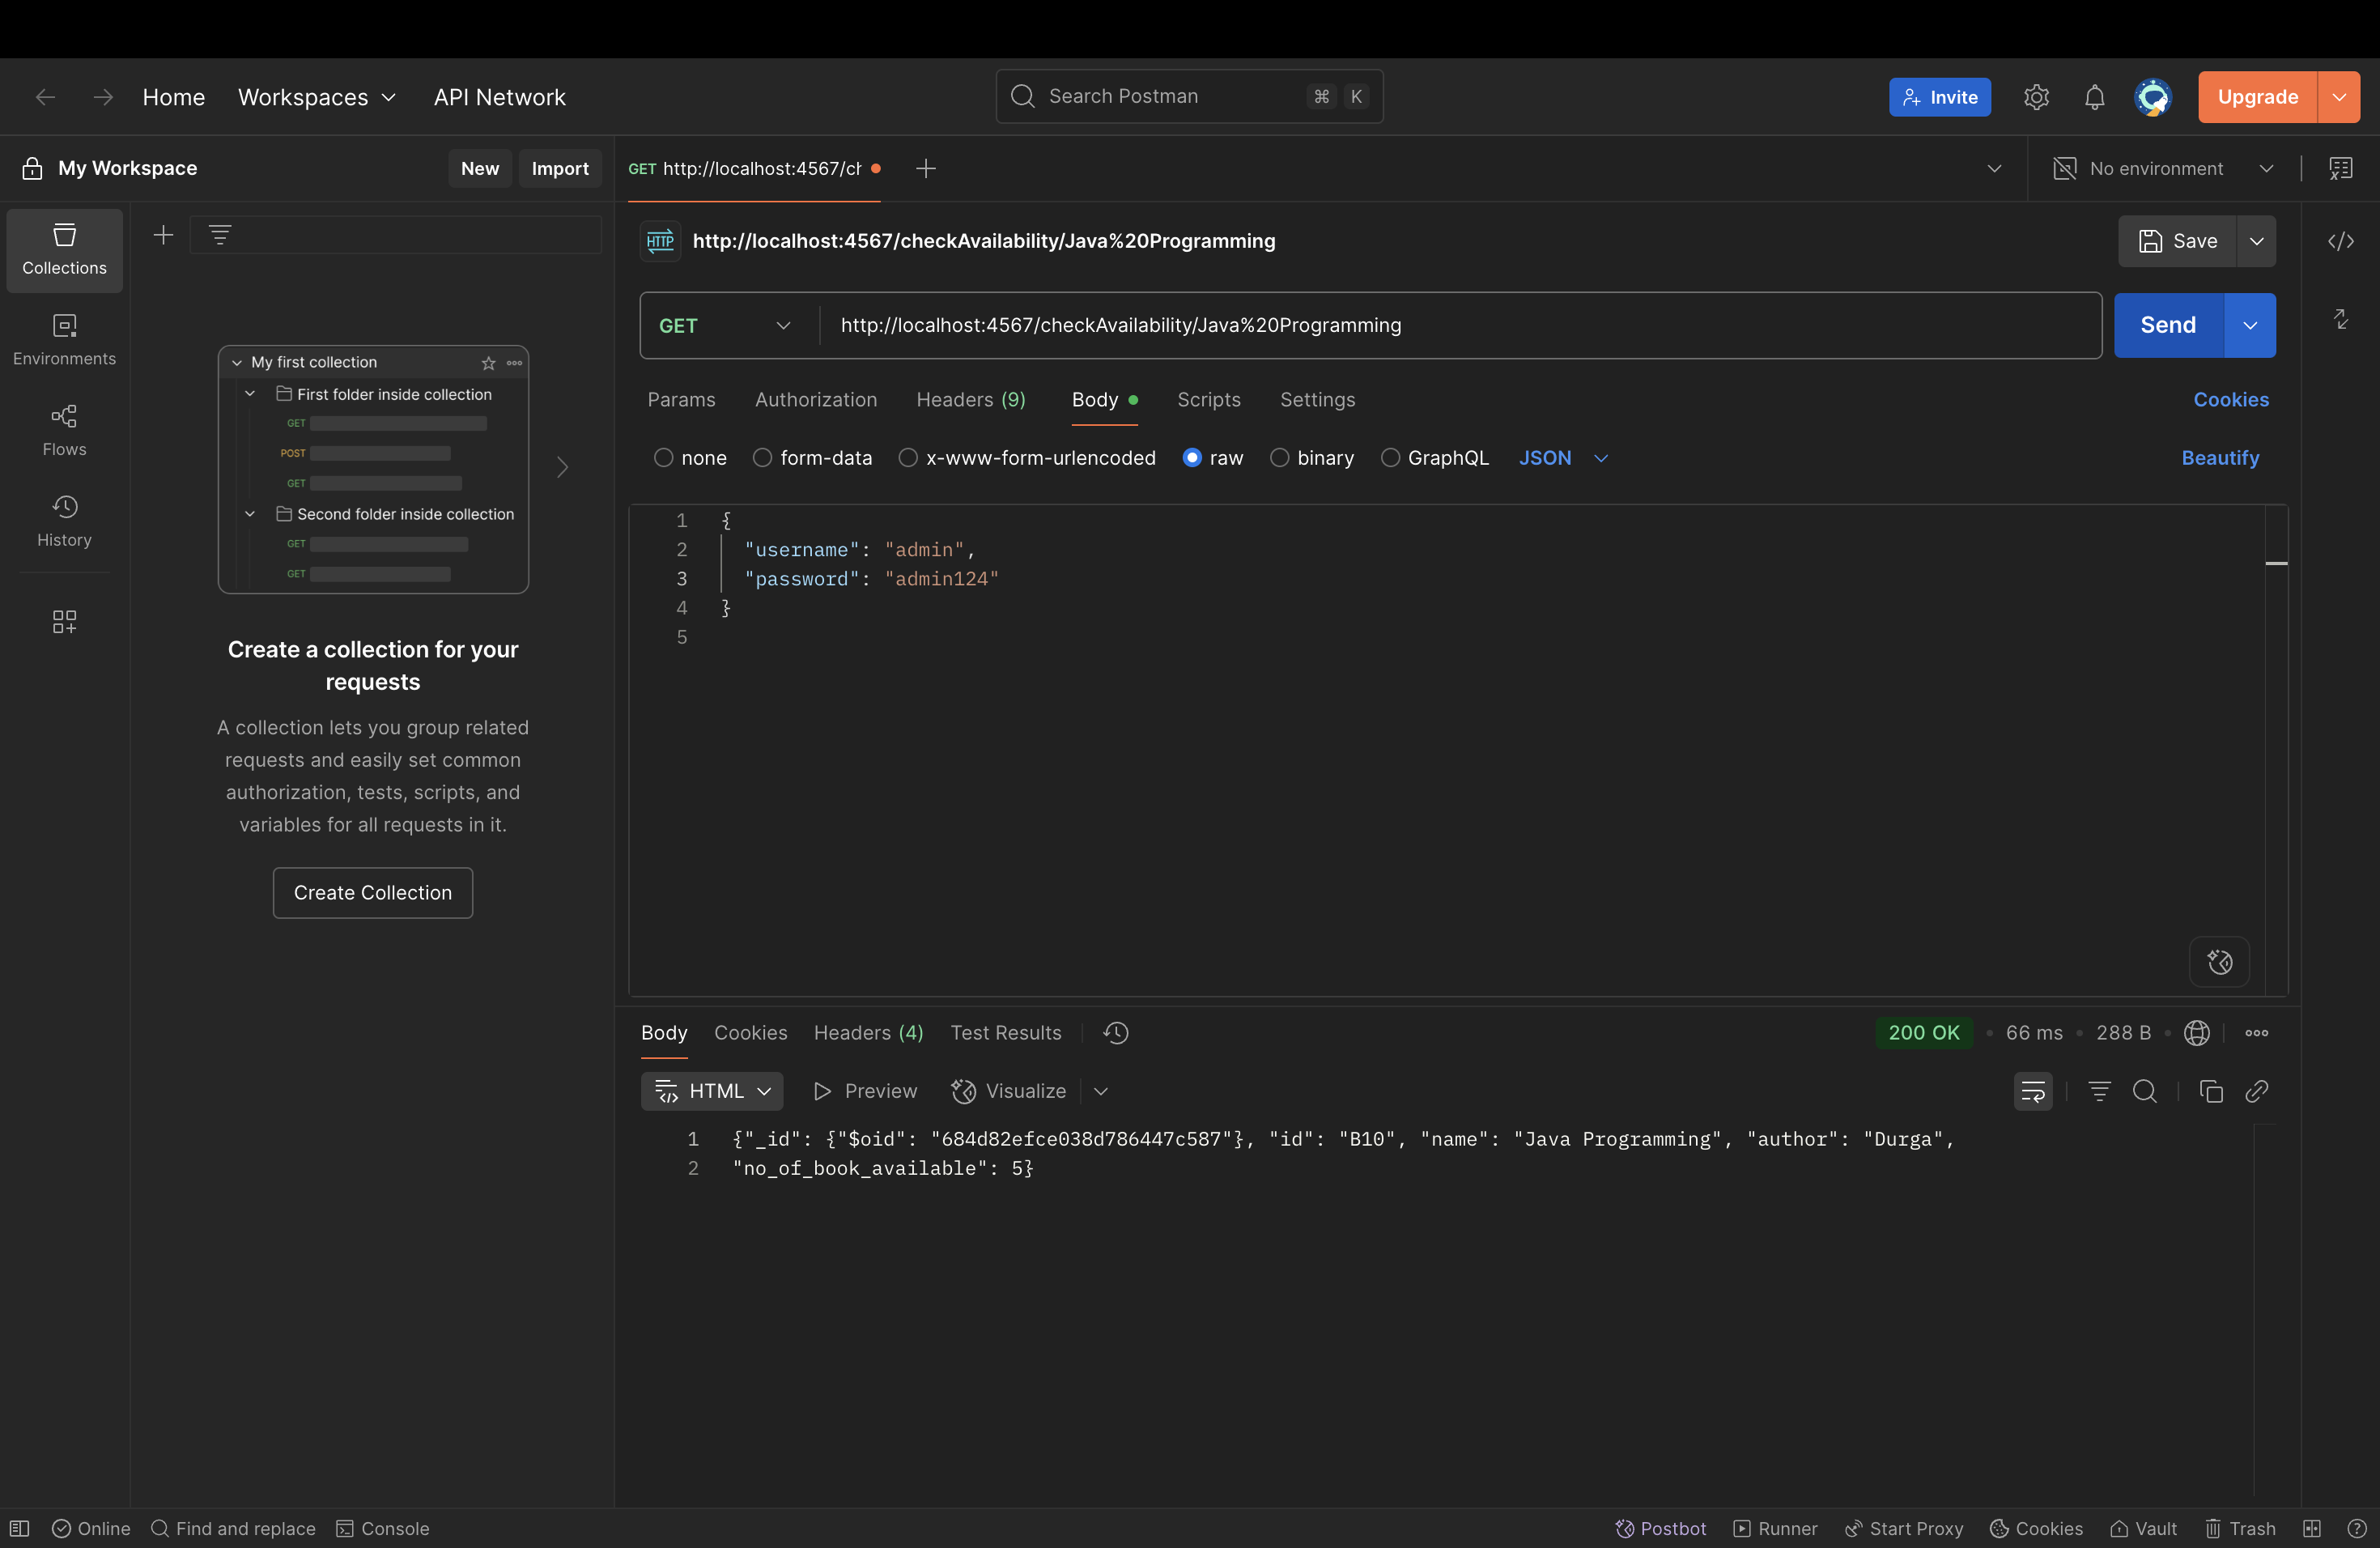 Home Workspaces API Network Search Postman ⌘ K Invite Upgrade
My Workspace New Import GET http://localhost:4567/ch No environment
Collections
Environments
Flows
History
My first collection
First folder inside collection
GET
POST
GET
Second folder inside collection
GET
GET
Create a collection for your
requests
A collection lets you group related
requests and easily set common
authorization, tests, scripts, and
variables for all requests in it.
Create Collection
HTTP http://localhost:4567/checkAvailability/Java%20Programming Save
GET http://localhost:4567/checkAvailability/Java%20Programming Send
Params Authorization Headers (9) Body Scripts Settings Cookies
none form-data x-www-form-urlencoded raw binary GraphQL JSON Beautify
1 {
2 "username": "admin",
3 "password": "admin124"
4 }
5
Body Cookies Headers (4) Test Results 200 OK 66 ms 288 B
HTML Preview Visualize
1 {"_id": {"$oid": "684d82efce038d786447c587"}, "id": "B10", "name": "Java Programming", "author": "Durga",
2 "no_of_book_available": 5}
Online Find and replace Console Postbot Runner Start Proxy Cookies Vault Trash